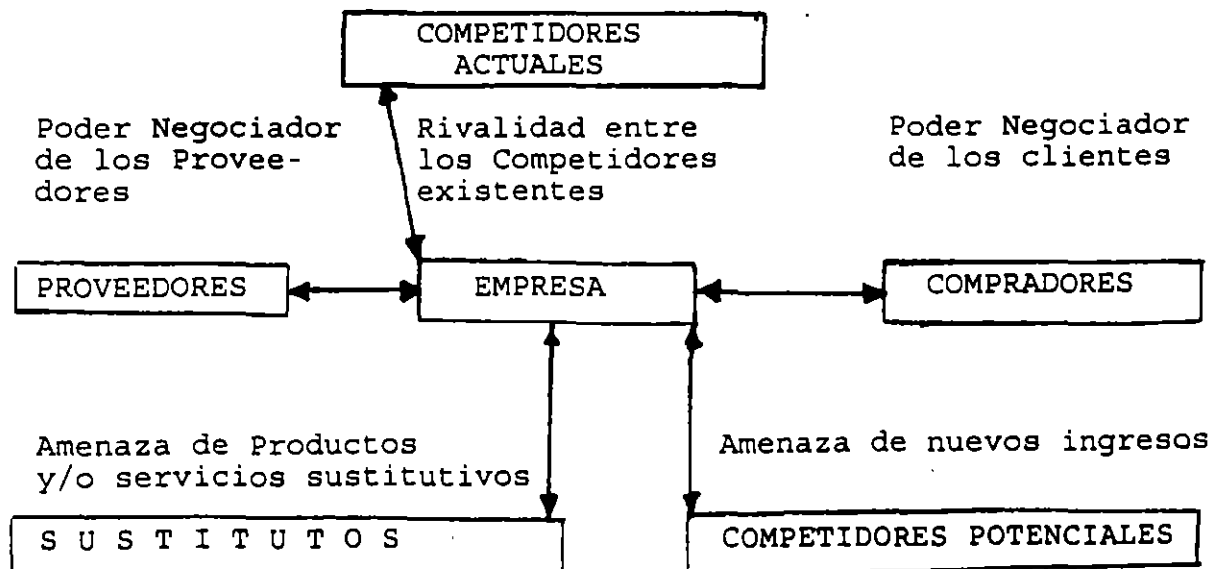 COMPETIDORES
ACTUALES
Poder Negociador
de los Provee-
dores
Rivalidad entre
los Competidores
existentes
Poder Negociador
de los clientes
PROVEEDORES
EMPRESA
COMPRADORES
Amenaza de Productos
y/o servicios sustitutivos
Amenaza de nuevos ingresos
S U S T I T U T O S
COMPETIDORES POTENCIALES